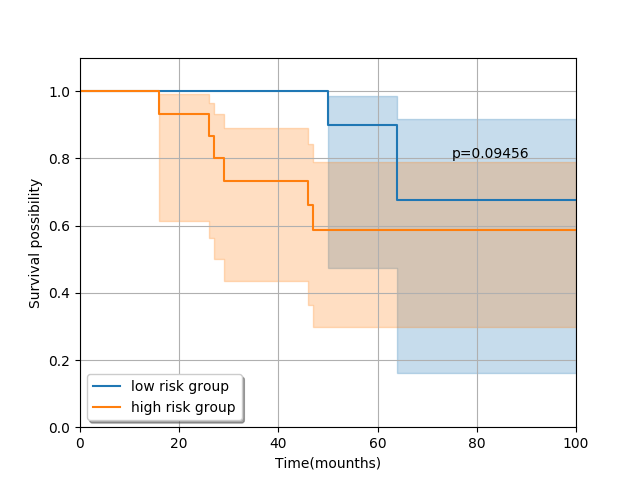 1.0
0.8
0.6
0.4
0.2
0.0
Survival possibility
p=0.09456
low risk group
high risk group
0 20 40 60 80 100
Time(mounths)